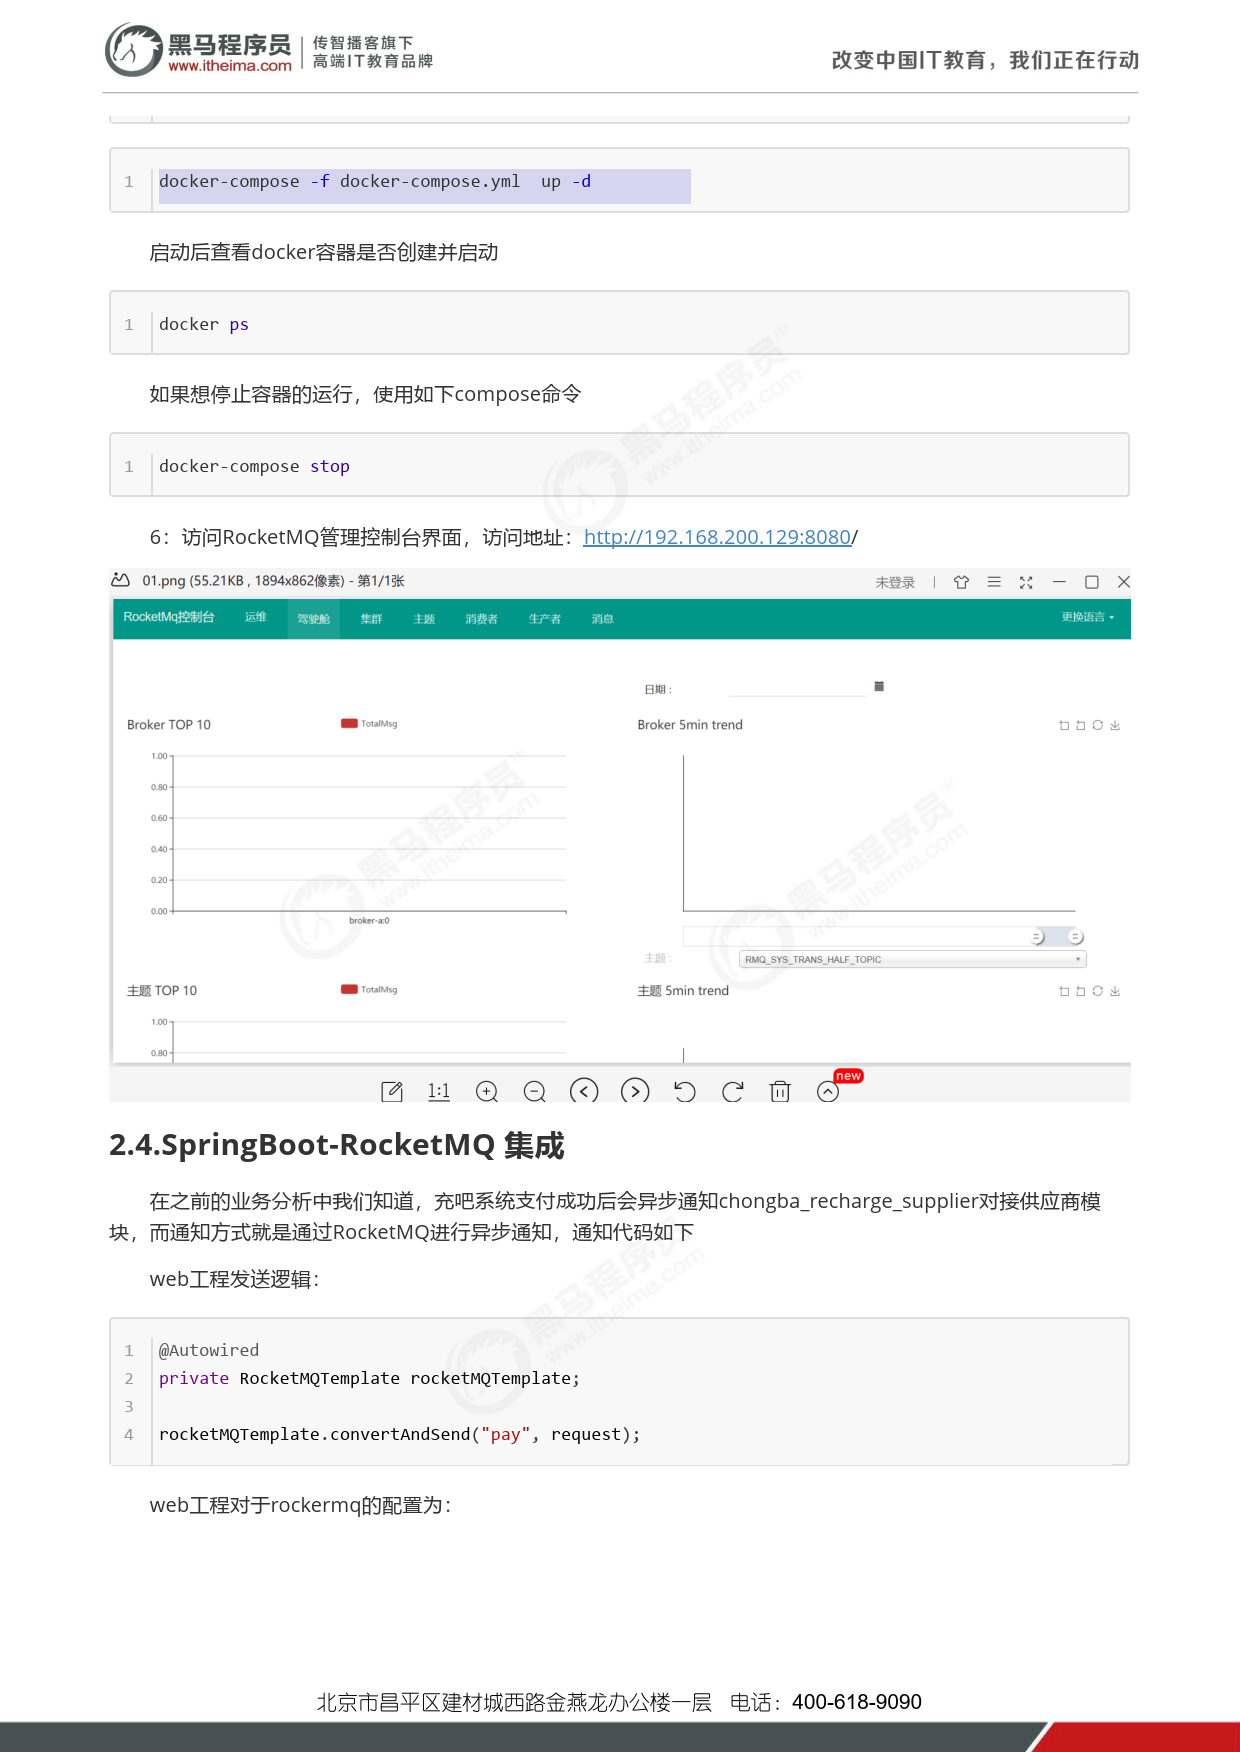 黑马程序员 传智播客旗下
www.itheima.com 高端IT教育品牌
改变中国IT教育，我们正在行动
1 docker-compose -f docker-compose.yml  up -d
启动后查看docker容器是否创建并启动
1 docker ps
如果想停止容器的运行，使用如下compose命令
1 docker-compose stop
6：访问RocketMQ管理控制台界面，访问地址：http://192.168.200.129:8080/
01.png (55.21KB , 1894x862像素) - 第1/1张 未登录
RocketMq控制台 运维 驾驶舱 集群 主题 消费者 生产者 消息 更换语言
日期：
Broker TOP 10 TotalMsg Broker 5min trend
1.00
0.80
0.60
0.40
0.20
0.00
broker-a:0
主题： RMQ_SYS_TRANS_HALF_TOPIC
主题 TOP 10 TotalMsg 主题 5min trend
1.00
0.80
1:1 new
2.4.SpringBoot-RocketMQ 集成
在之前的业务分析中我们知道，充吧系统支付成功后会异步通知chongba_recharge_supplier对接供应商模
块，而通知方式就是通过RocketMQ进行异步通知，通知代码如下
web工程发送逻辑：
1 @Autowired
2 private RocketMQTemplate rocketMQTemplate;
3
4 rocketMQTemplate.convertAndSend("pay", request);
web工程对于rockermq的配置为：
北京市昌平区建材城西路金燕龙办公楼一层 电话：400-618-9090